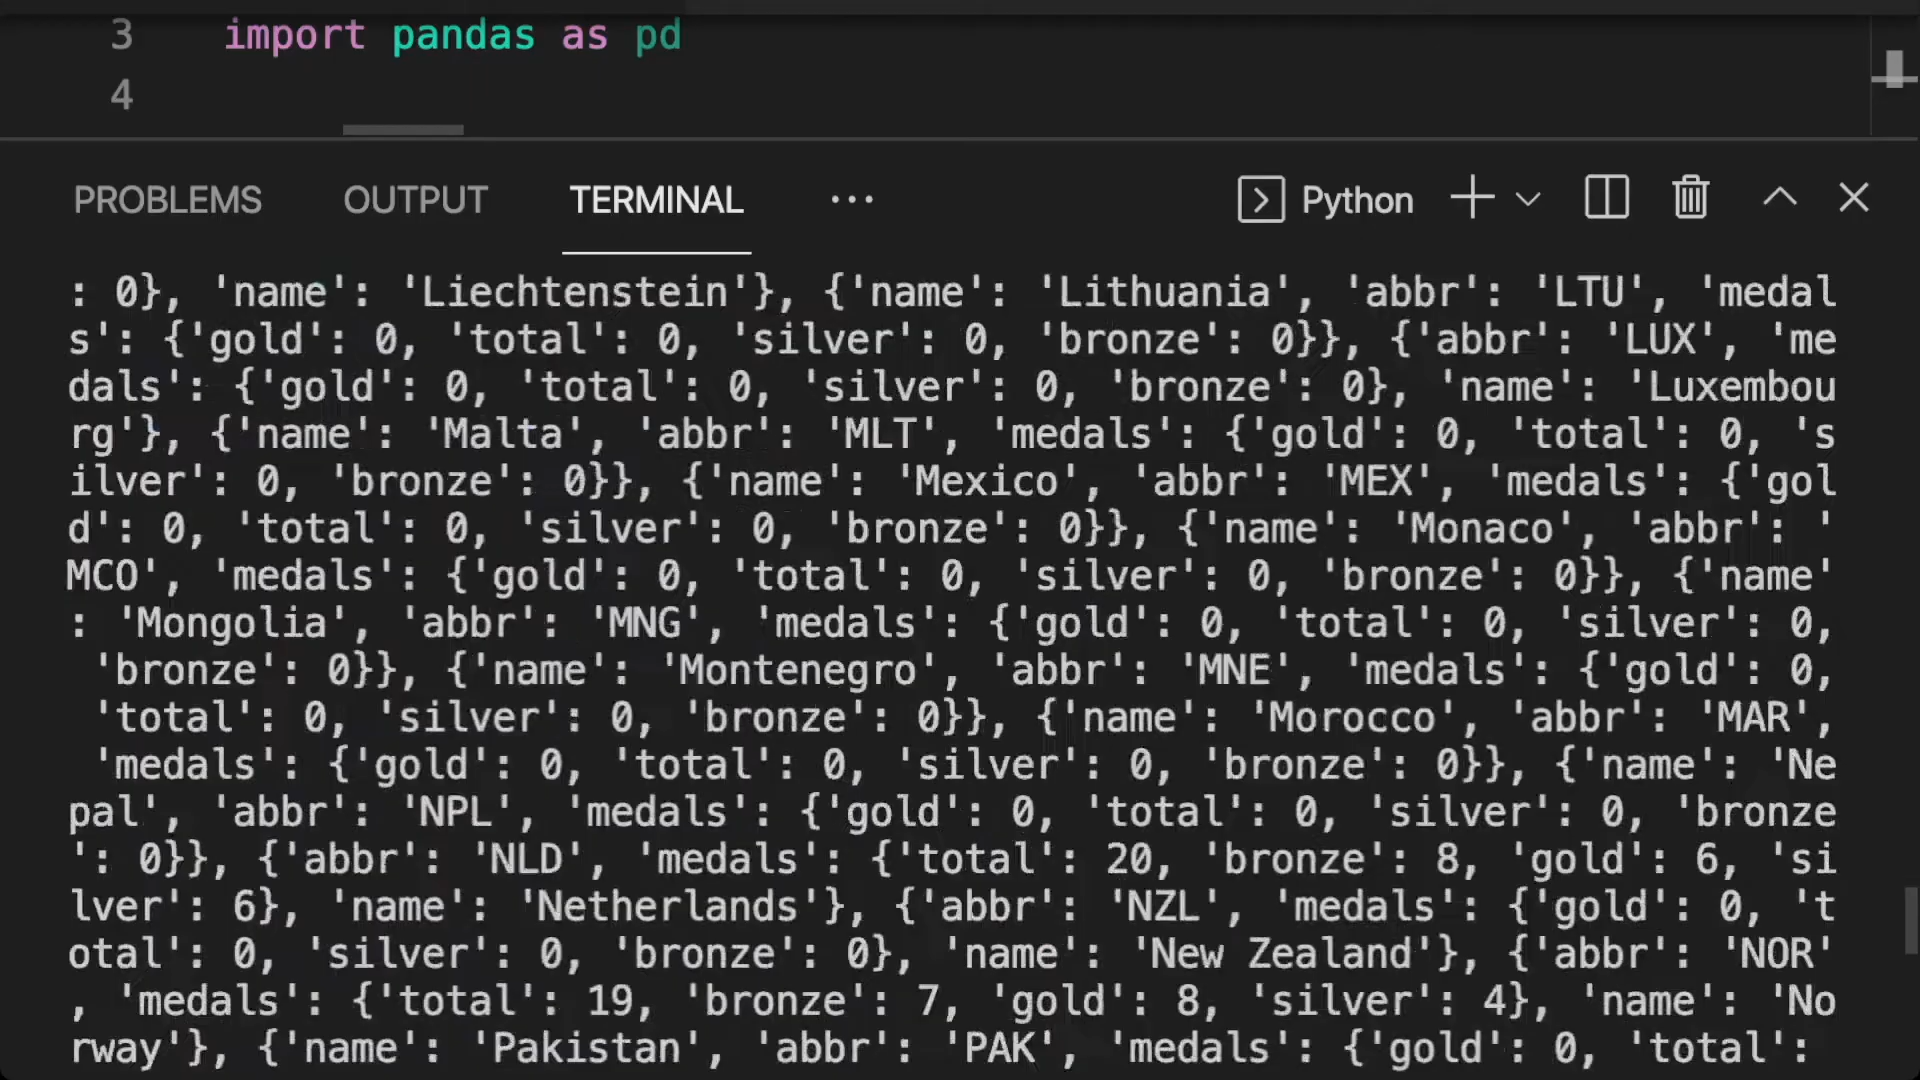 3 import pandas as pd
4
PROBLEMS OUTPUT TERMINAL ··· Python
: 0}, 'name': 'Liechtenstein'}, {'name': 'Lithuania', 'abbr': 'LTU', 'medal
s': {'gold': 0, 'total': 0, 'silver': 0, 'bronze': 0}}, {'abbr': 'LUX', 'me
dals': {'gold': 0, 'total': 0, 'silver': 0, 'bronze': 0}, 'name': 'Luxembou
rg'}, {'name': 'Malta', 'abbr': 'MLT', 'medals': {'gold': 0, 'total': 0, 's
ilver': 0, 'bronze': 0}}, {'name': 'Mexico', 'abbr': 'MEX', 'medals': {'gol
d': 0, 'total': 0, 'silver': 0, 'bronze': 0}}, {'name': 'Monaco', 'abbr': '
MCO', 'medals': {'gold': 0, 'total': 0, 'silver': 0, 'bronze': 0}}, {'name'
: 'Mongolia', 'abbr': 'MNG', 'medals': {'gold': 0, 'total': 0, 'silver': 0,
'bronze': 0}}, {'name': 'Montenegro', 'abbr': 'MNE', 'medals': {'gold': 0,
'total': 0, 'silver': 0, 'bronze': 0}}, {'name': 'Morocco', 'abbr': 'MAR',
'medals': {'gold': 0, 'total': 0, 'silver': 0, 'bronze': 0}}, {'name': 'Ne
pal', 'abbr': 'NPL', 'medals': {'gold': 0, 'total': 0, 'silver': 0, 'bronze
': 0}}, {'abbr': 'NLD', 'medals': {'total': 20, 'bronze': 8, 'gold': 6, 'si
lver': 6}, 'name': 'Netherlands'}, {'abbr': 'NZL', 'medals': {'gold': 0, 't
otal': 0, 'silver': 0, 'bronze': 0}, 'name': 'New Zealand'}, {'abbr': 'NOR'
, 'medals': {'total': 19, 'bronze': 7, 'gold': 8, 'silver': 4}, 'name': 'No
rway'}, {'name': 'Pakistan', 'abbr': 'PAK', 'medals': {'gold': 0, 'total':